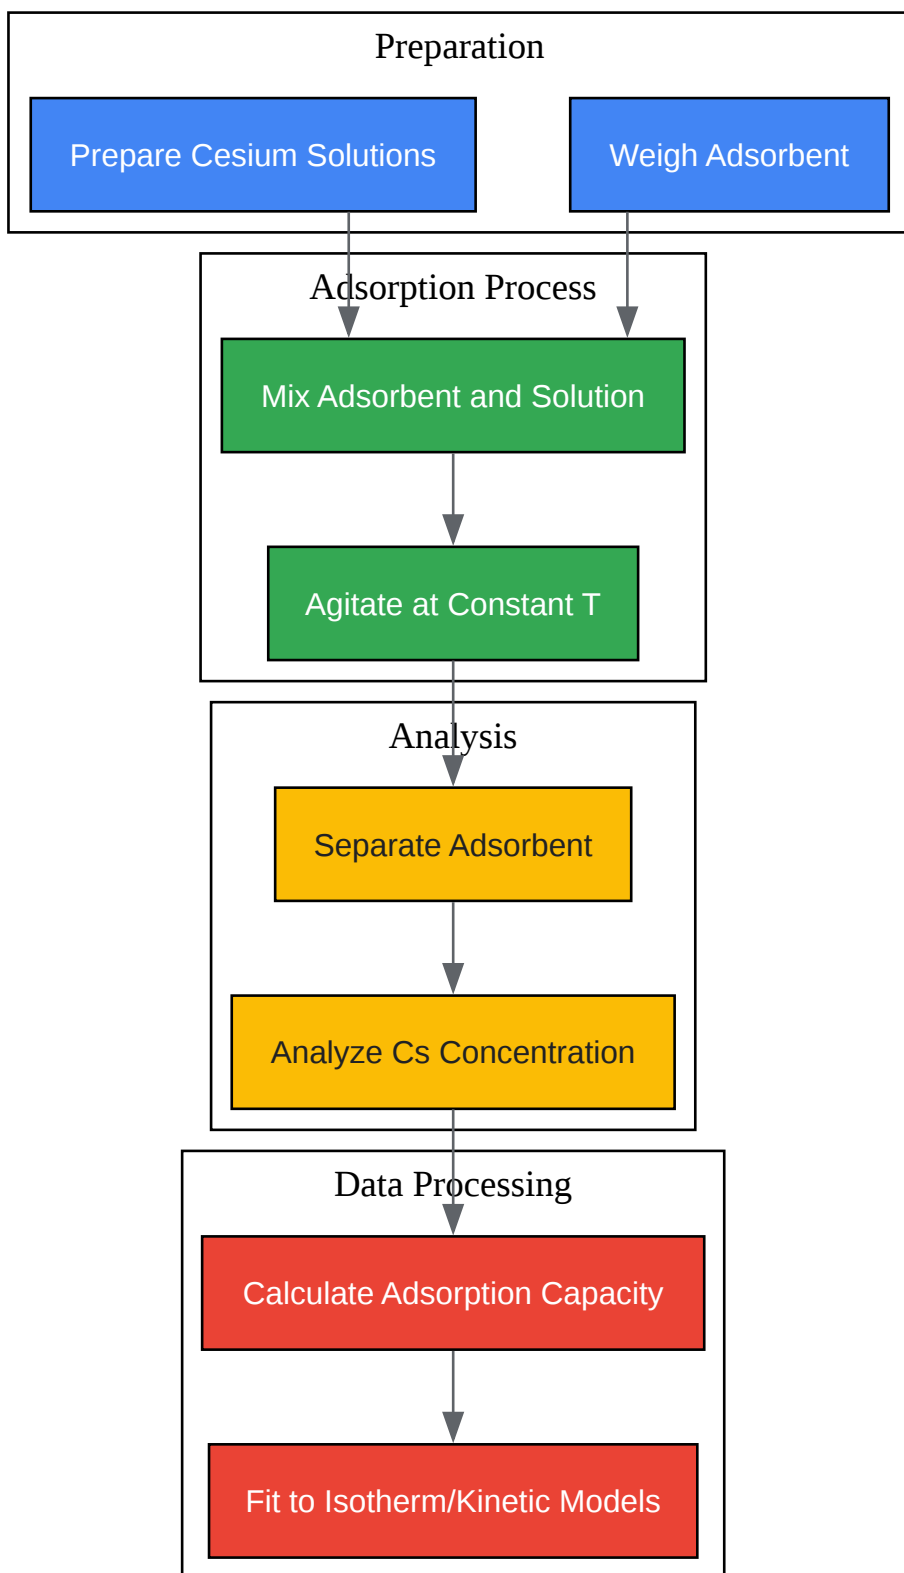 Preparation
Prepare Cesium Solutions
Weigh Adsorbent
Adsorption Process
Mix Adsorbent and Solution
Agitate at Constant T
Analysis
Separate Adsorbent
Analyze Cs Concentration
Data Processing
Calculate Adsorption Capacity
Fit to Isotherm/Kinetic Models